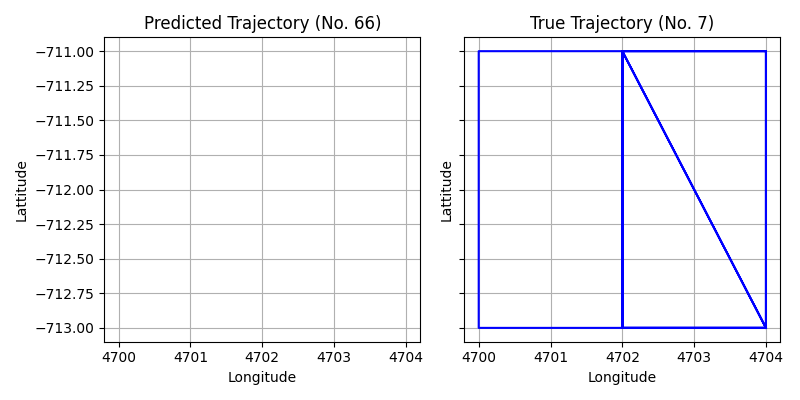 Predicted Trajectory (No. 66)
True Trajectory (No. 7)
−711.00
−711.25
−711.50
−711.75
−712.00
−712.25
−712.50
−712.75
−713.00
Lattitude
Lattitude
4700 4701 4702 4703 4704
4700 4701 4702 4703 4704
Longitude
Longitude